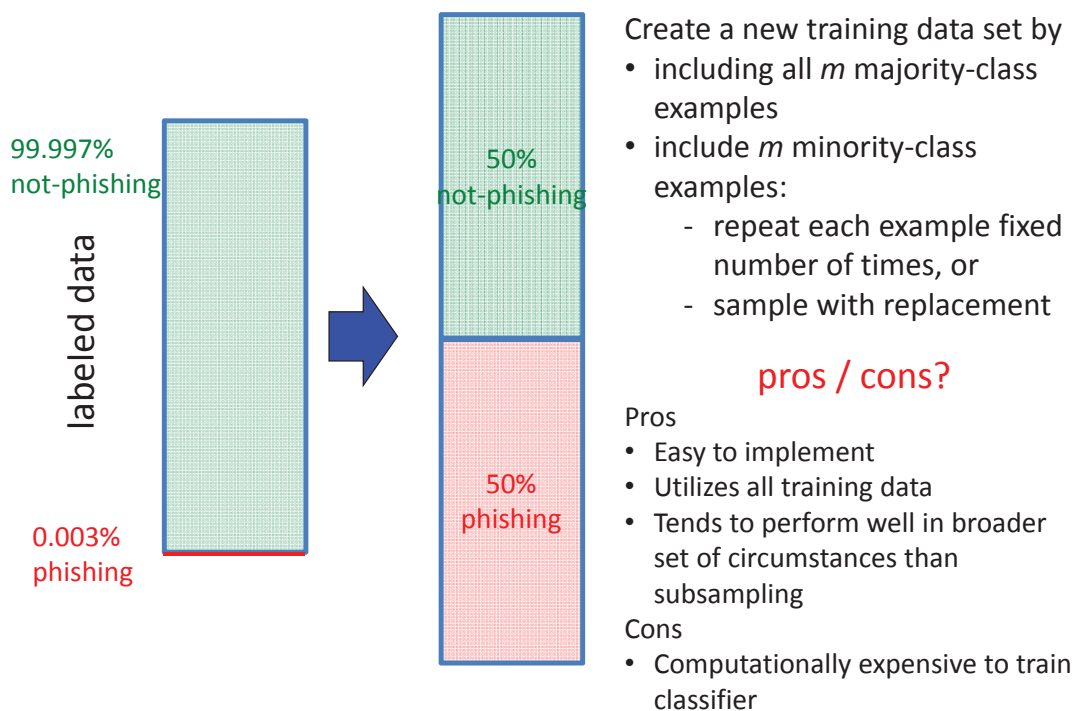 99.997%
not-phishing
labeled data
0.003%
phishing
50%
not-phishing
50%
phishing
Create a new training data set by
• including all m majority-class
examples
• include m minority-class
examples:
- repeat each example fixed
number of times, or
- sample with replacement
pros / cons?
Pros
• Easy to implement
• Utilizes all training data
• Tends to perform well in broader
set of circumstances than
subsampling
Cons
• Computationally expensive to train
classifier